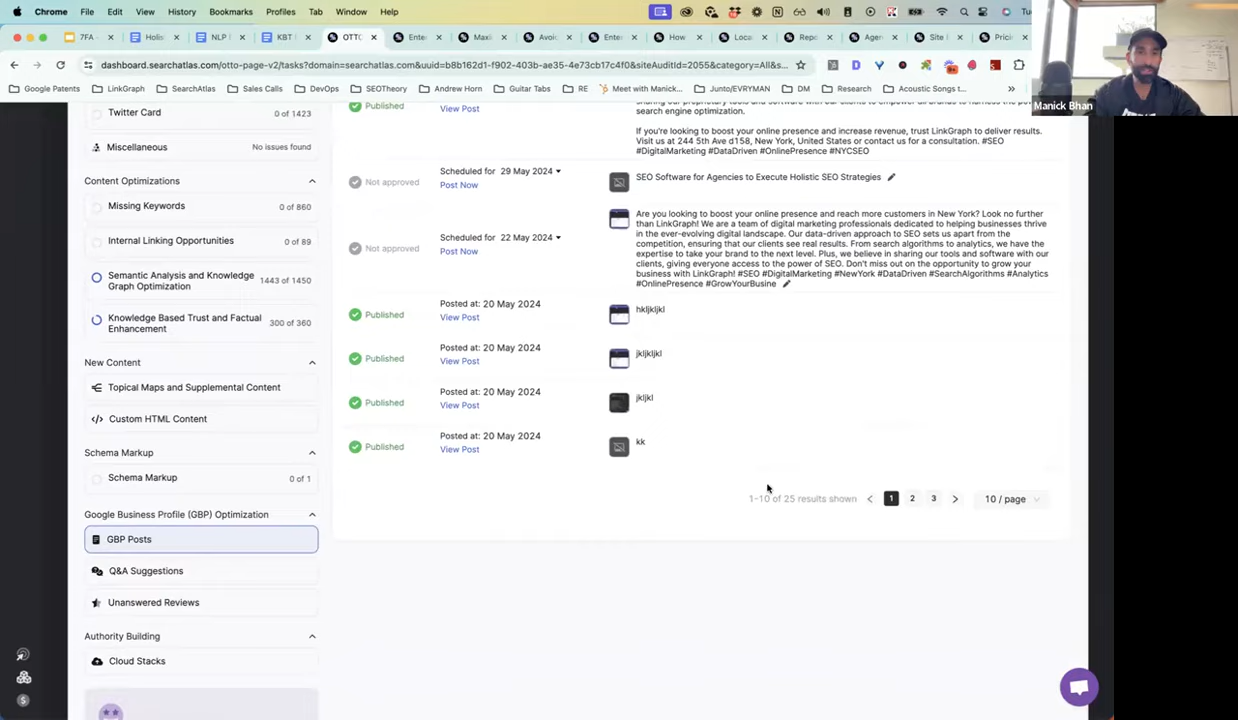 Chrome File Edit View History Bookmarks Profiles Tab Window Help
7FA Holis NLP KBT OTTO Ente Maxi Avoi Enter How Loca Repo Agen Site Pricin
dashboard.searchatlas.com/otto-page-v2/tasks?domain=searchatlas.com&uuid=b8b162d1-f902-403b-ae35-4e73cb17c4f0&siteAuditId=2055&category=All&s...
Google Patents LinkGraph SearchAtlas Sales Calls DevOps SEOTheory Andrew Horn Guitar Tabs RE Meet with Manick... Junto/EVRYMAN DM Research Acoustic Songs t... »
Manick Bhan
Twitter Card 0 of 1423
Miscellaneous No issues found
Content Optimizations
Missing Keywords 0 of 860
Internal Linking Opportunities 0 of 89
Semantic Analysis and Knowledge
Graph Optimization 1443 of 1450
Knowledge Based Trust and Factual
Enhancement 300 of 360
New Content
Topical Maps and Supplemental Content
Custom HTML Content
Schema Markup
Schema Markup 0 of 1
Google Business Profile (GBP) Optimization
GBP Posts
Q&A Suggestions
Unanswered Reviews
Authority Building
Cloud Stacks
Published
View Post
search engine optimization.
If you're looking to boost your online presence and increase revenue, trust LinkGraph to deliver results.
Visit us at 244 5th Ave d158, New York, United States or contact us for a consultation. #SEO
#DigitalMarketing #DataDriven #OnlinePresence #NYCSEO
Not approved
Scheduled for 29 May 2024
Post Now
SEO Software for Agencies to Execute Holistic SEO Strategies
Not approved
Scheduled for 22 May 2024
Post Now
Are you looking to boost your online presence and reach more customers in New York? Look no further
than LinkGraph! We are a team of digital marketing professionals dedicated to helping businesses thrive
in the ever-evolving digital landscape. Our data-driven approach to SEO sets us apart from the
competition, ensuring that our clients see real results. From search algorithms to analytics, we have the
expertise to take your brand to the next level. Plus, we believe in sharing our tools and software with our
clients, giving everyone access to the power of SEO. Don't miss out on the opportunity to grow your
business with LinkGraph! #SEO #DigitalMarketing #NewYork #DataDriven #SearchAlgorithms #Analytics
#OnlinePresence #GrowYourBusine
Published
Posted at: 20 May 2024
View Post
hkljkljkl
Published
Posted at: 20 May 2024
View Post
jkljkljkl
Published
Posted at: 20 May 2024
View Post
jkljkl
Published
Posted at: 20 May 2024
View Post
kk
1-10 of 25 results shown < 1 2 3 > 10 / page